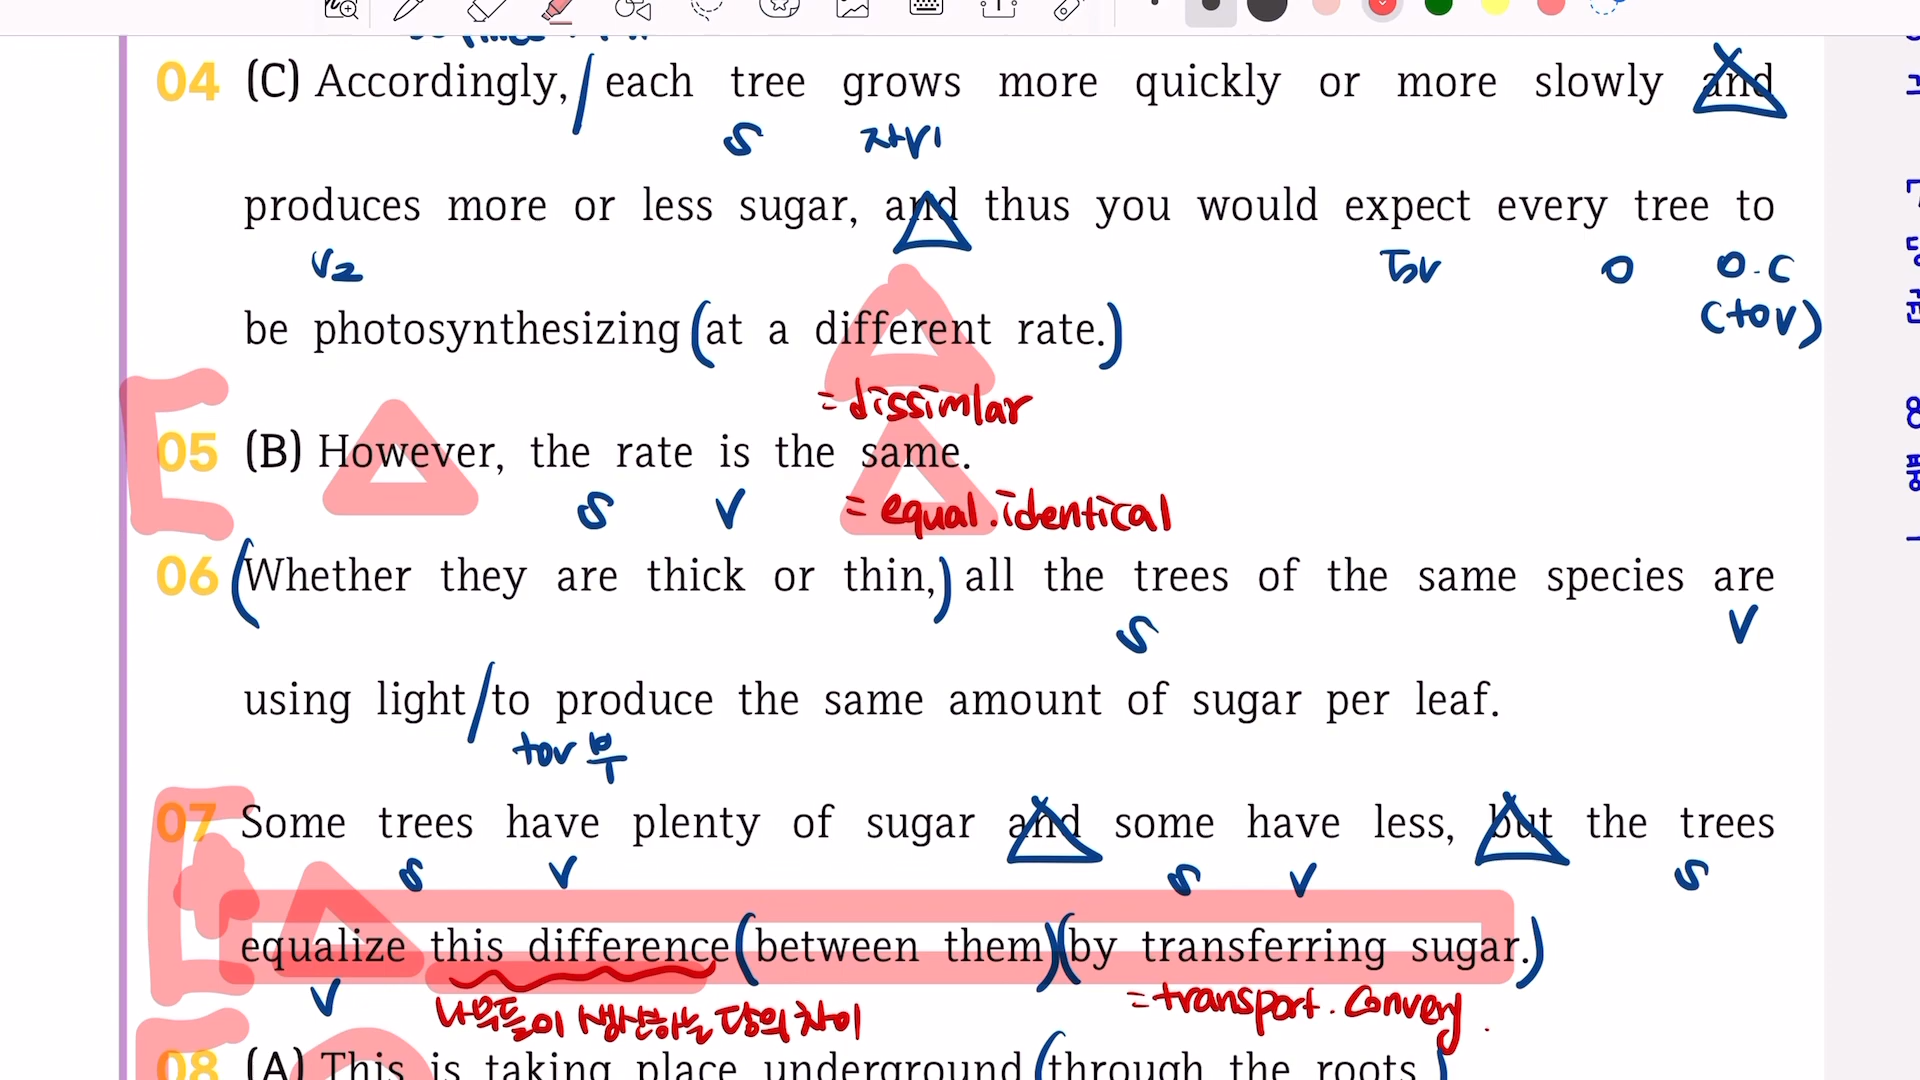 04 (C) Accordingly, / each tree grows more quickly or more slowly and
S 자V1
produces more or less sugar, and thus you would expect every tree to
V2 5V O O.C
(to V)
be photosynthesizing (at a different rate.)
= dissimlar
05 (B) However, the rate is the same.
S V = equal. identical
06 (Whether they are thick or thin,) all the trees of the same species are
S V
using light / to produce the same amount of sugar per leaf.
to V 부
07 Some trees have plenty of sugar and some have less, but the trees
S V S V S
equalize this difference (between them) (by transferring sugar.)
V 나무들이 생산하는 당의 차이 = transport. Convery.
08 (A) This is taking place underground (through the roots.)